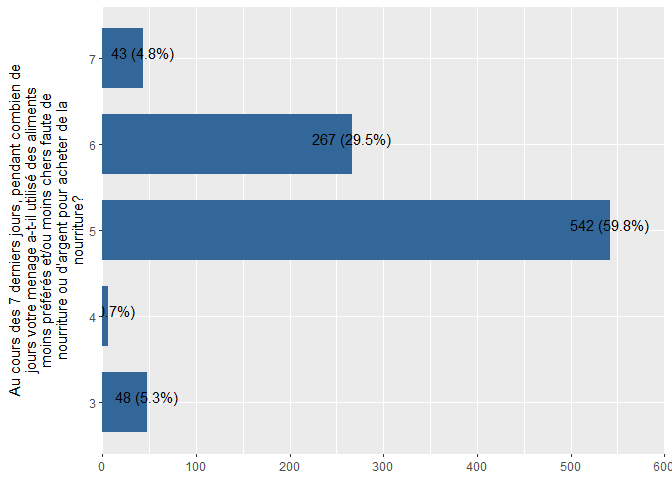 Au cours des 7 derniers jours, pendant combien de
jours votre menage a-t-il utilisé des aliments
moins préférés et/ou moins chers faute de
nourriture ou d'argent pour acheter de la
nourriture?
7
43 (4.8%)
6
267 (29.5%)
5
542 (59.8%)
4
0.7%)
3
48 (5.3%)
0 100 200 300 400 500 600